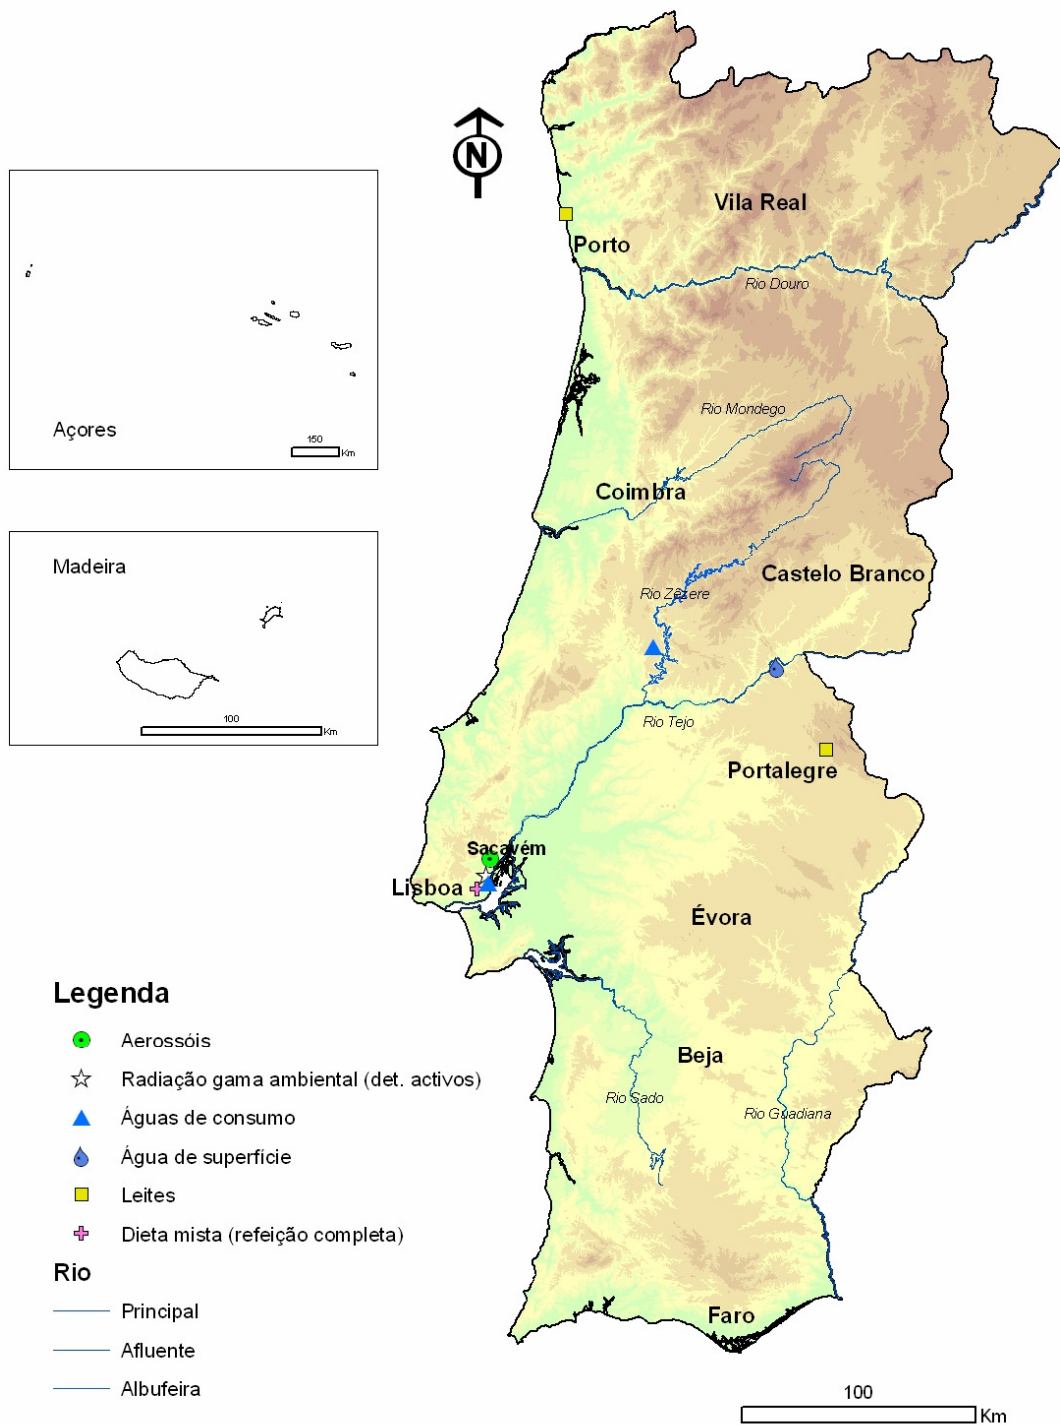 N
Vila Real
Porto
Rio Douro
Açores
150
Km
Rio Mondego
Coimbra
Madeira
100
Km
Castelo Branco
Rio Zêzere
Rio Tejo
Portalegre
Sacavém
Lisboa
Évora
Beja
Rio Sado
Rio Guadiana
Faro
Legenda
Aerossóis
Radiação gama ambiental (det. activos)
Águas de consumo
Água de superfície
Leites
Dieta mista (refeição completa)
Rio
Principal
Afluente
Albufeira
100
Km